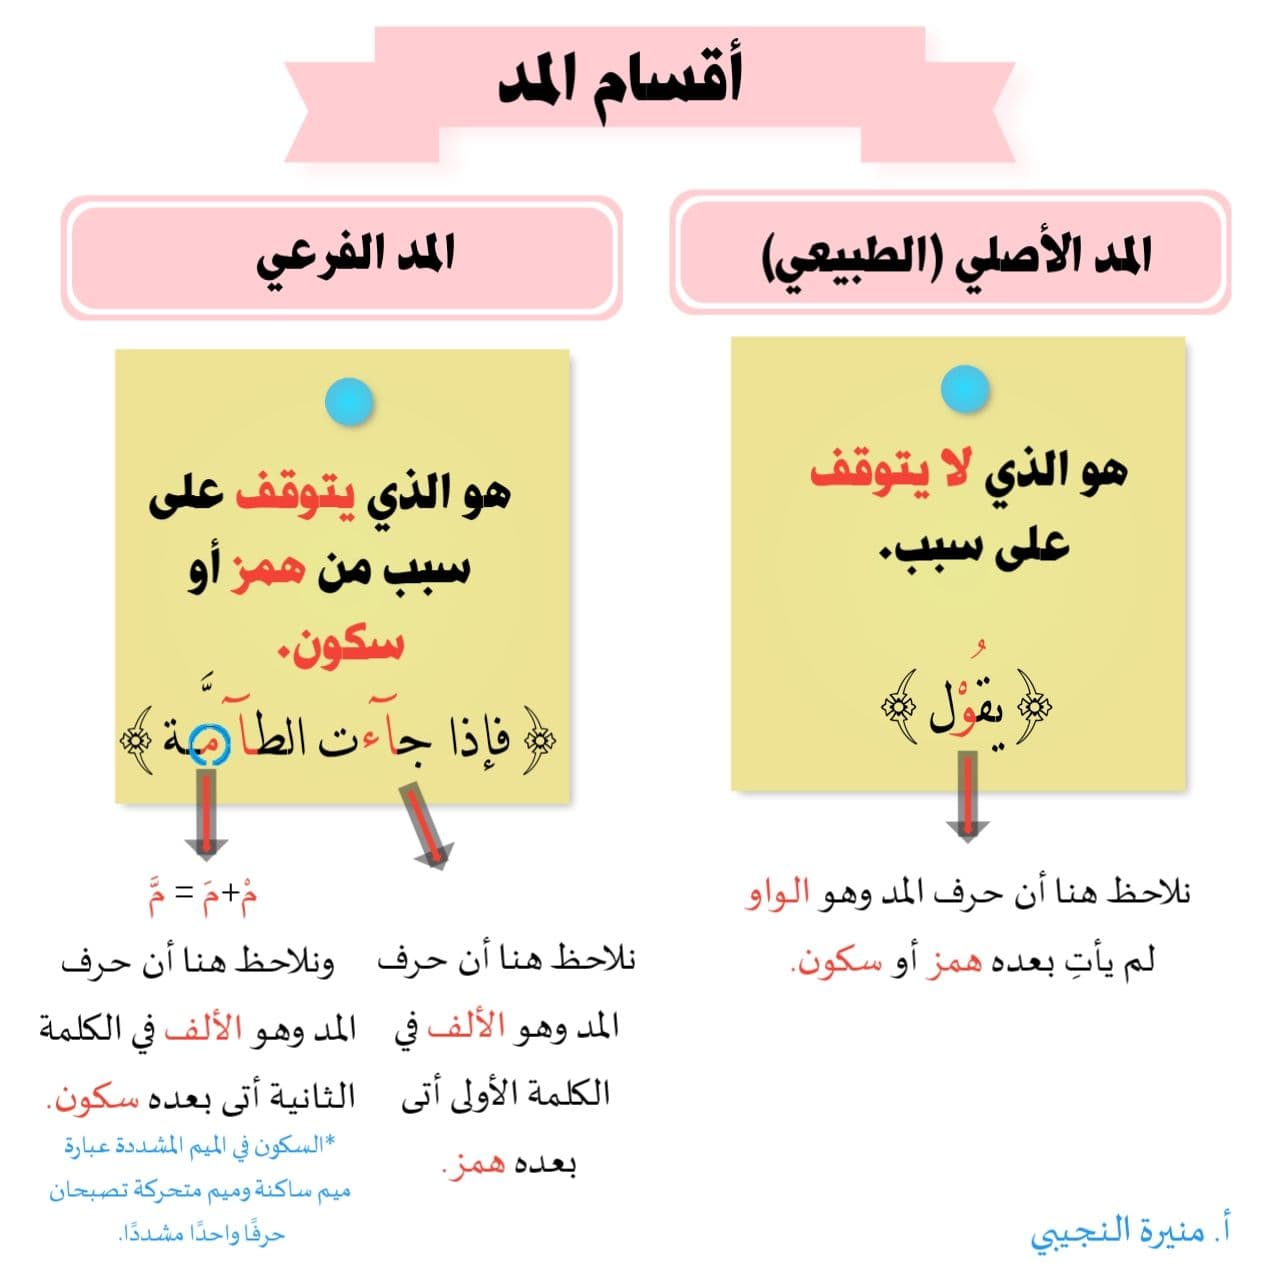 أقسام المد
المد الأصلي (الطبيعي)
هو الذي لا يتوقف
على سبب.
﴿يقُوْل﴾
نلاحظ هنا أن حرف المد وهو الواو
لم يأتِ بعده همز أو سكون.
المد الفرعي
هو الذي يتوقف على
سبب من همز أو
سكون.
﴿فإذا جآءت الطآمَّة﴾
نلاحظ هنا أن حرف
المد وهو الألف في
الكلمة الأولى أتى
بعده همز.
مْ+مَ = مَّ
ونلاحظ هنا أن حرف
المد وهو الألف في الكلمة
الثانية أتى بعده سكون.
*السكون في الميم المشددة عبارة
ميم ساكنة وميم متحركة تصبحان
حرفًا واحدًا مشددًا.
أ. منيرة النجيبي